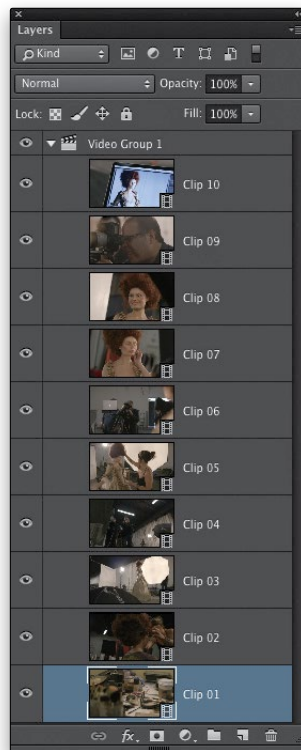 Layers
Kind
Normal Opacity: 100%
Lock: Fill: 100%
Video Group 1
Clip 10
Clip 09
Clip 08
Clip 07
Clip 06
Clip 05
Clip 04
Clip 03
Clip 02
Clip 01
fx